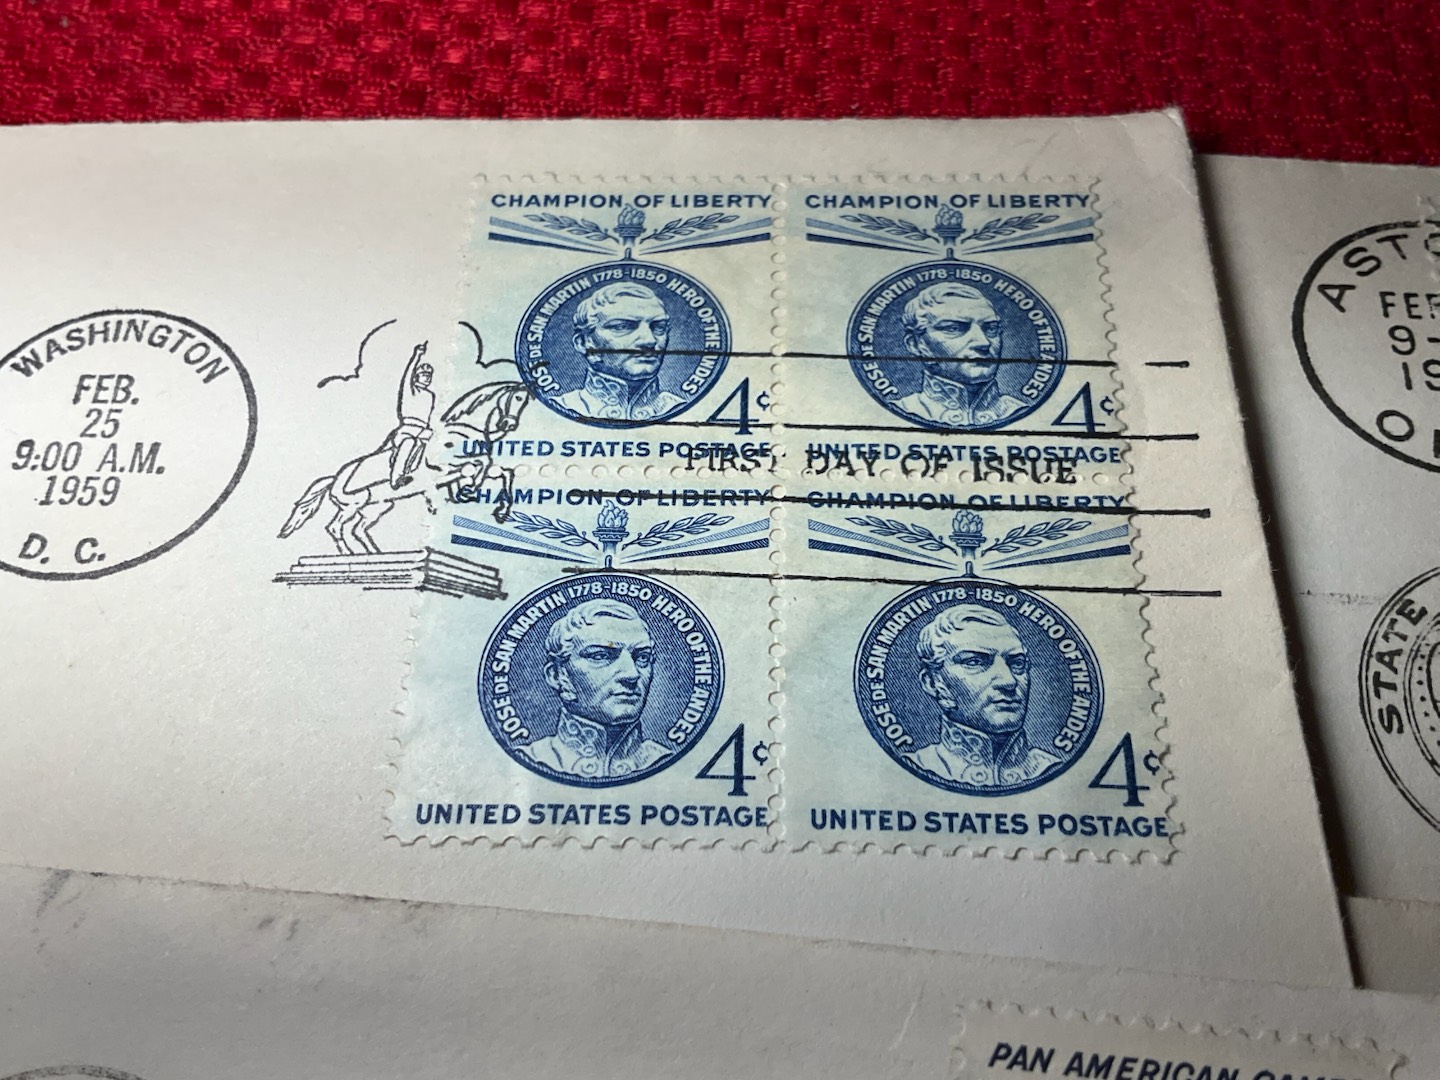 WASHINGTON
FEB.
25
9:00 A.M.
1959
D. C.
CHAMPION OF LIBERTY
JOSE DE SAN MARTIN 1778-1850 HERO OF THE ANDES
4¢
UNITED STATES POSTAGE
CHAMPION OF LIBERTY
JOSE DE SAN MARTIN 1778-1850 HERO OF THE ANDES
4¢
UNITED STATES POSTAGE
FIRST DAY OF ISSUE
CHAMPION OF LIBERTY
JOSE DE SAN MARTIN 1778-1850 HERO OF THE ANDES
4¢
UNITED STATES POSTAGE
CHAMPION OF LIBERTY
JOSE DE SAN MARTIN 1778-1850 HERO OF THE ANDES
4¢
UNITED STATES POSTAGE
STATE
PAN AMERICAN